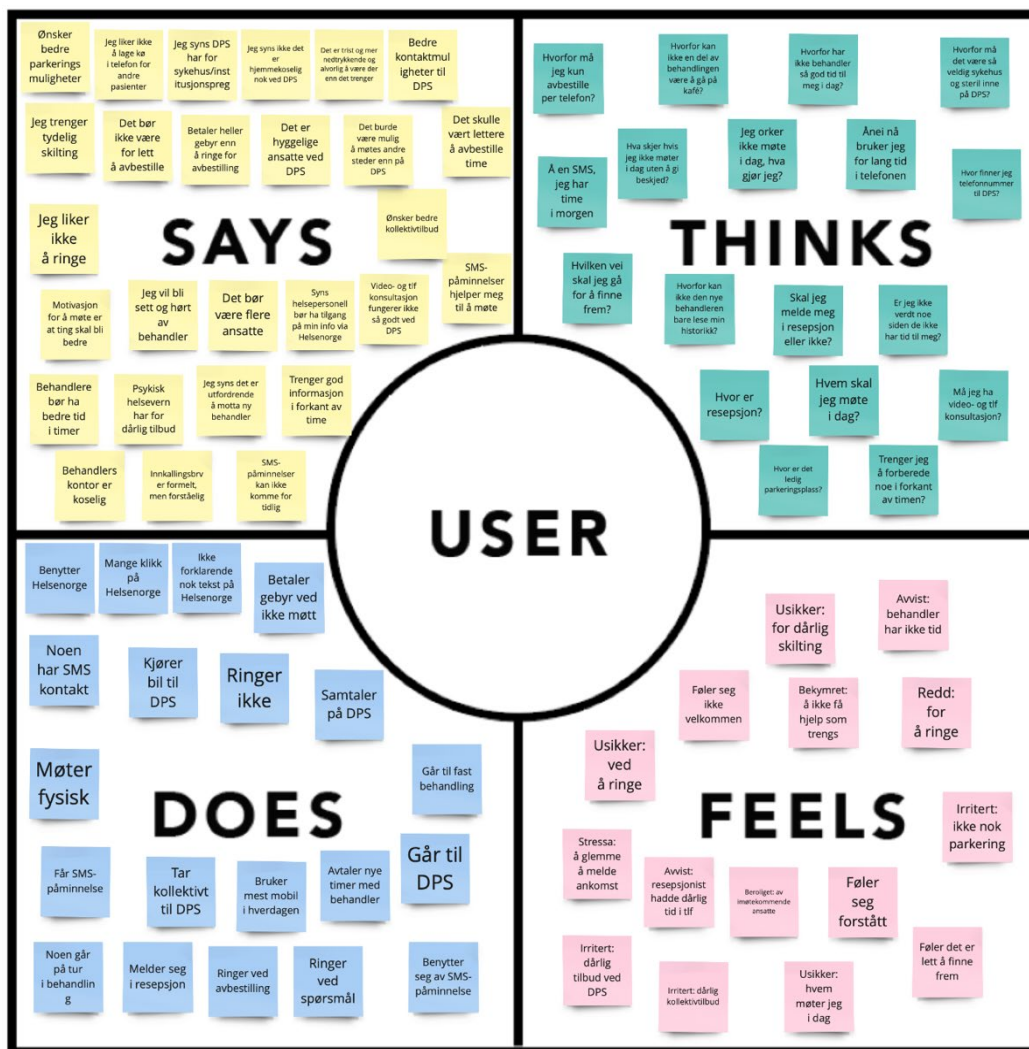 Ønsker
bedre
parkerings
muligheter
Jeg liker ikke
å lage kø
i telefon for
andre
pasienter
Jeg syns DPS
har for
sykehus/inst
itusjonspreg
Jeg syns ikke det
er
hjemmekoselig
nok ved DPS
Det er trist og mer
nedtrykkende og
alvorlig å være der
enn det trenger
Bedre
kontaktmul
igheter til
DPS
Jeg trenger
tydelig
skilting
Det bør
ikke være
for lett
å avbestille
Betaler heller
gebyr enn
å ringe for
avbestilling
Det er
hyggelige
ansatte ved
DPS
Det burde
være mulig
å møtes andre
steder enn på
DPS
Det skulle
vært lettere
å avbestille
time
Jeg liker
ikke
å ringe
SAYS
Ønsker bedre
kollektivtilbud
Motivasjon
for å møte er
at ting skal bli
bedre
Jeg vil bli
sett og hørt
av
behandler
Det bør
være flere
ansatte
Syns
helsepersonell
bør ha tilgang
på min info via
Helsenorge
Video- og tlf
konsultasjon
fungerer ikke
så godt ved
DPS
SMS-
påminnelser
hjelper meg
til å møte
Behandlere
bør ha
bedre tid
i timer
Psykisk
helsevern
har for
dårlig tilbud
Jeg syns det er
utfordrende
å motta ny
behandler
Trenger god
informasjon
i forkant av
time
Behandlers
kontor er
koselig
Innkallingsbrv
er formelt,
men forståelig
SMS-
påminnelser
kan ikke
komme for
tidlig
Hvorfor må
jeg kun
avbestille
per telefon?
Hvorfor kan
ikke en del av
behandlingen
være å gå på
kafé?
Hvorfor har
ikke behandler
så god tid til
meg i dag?
Hvorfor må
det være så
veldig sykehus
og steril inne
på DPS?
Å en SMS,
jeg har
time
i morgen
Hva skjer hvis
jeg ikke møter
i dag uten å gi
beskjed?
Jeg orker
ikke møte
i dag, hva
gjør jeg?
Ånei nå
bruker jeg
for lang tid
i telefonen
Hvor finner jeg
telefonnummer
til DPS?
THINKS
Hvilken vei
skal jeg gå
for å finne
frem?
Hvorfor kan
ikke den nye
behandleren
bare lese min
historikk?
Skal jeg
melde meg
i resepsjon
eller ikke?
Er jeg ikke
verdt noe
siden de ikke
har tid til meg?
Hvor er
resepsjon?
Hvem skal
jeg møte
i dag?
Må jeg ha
video- og tlf
konsultasjon?
Hvor er det
ledig
parkeringsplass?
Trenger jeg
å forberede
noe i forkant
av timen?
USER
Benytter
Helsenorge
Mange klikk
på
Helsenorge
Ikke
forklarende
nok tekst på
Helsenorge
Betaler
gebyr ved
ikke møtt
Noen
har SMS
kontakt
Kjører
bil til
DPS
Ringer
ikke
Samtaler
på DPS
Møter
fysisk
DOES
Går til fast
behandling
Får SMS-
påminnelse
Tar
kollektivt
til DPS
Bruker
mest mobil
i hverdagen
Avtaler nye
timer med
behandler
Går til
DPS
Noen går
på tur
i behandlin
g
Melder seg
i resepsjon
Ringer ved
avbestilling
Ringer
ved
spørsmål
Benytter
seg av SMS-
påminnelse
Usikker:
for dårlig
skilting
Avvist:
behandler
har ikke tid
Føler seg
ikke
velkommen
Bekymret:
å ikke få
hjelp som
trengs
Redd:
for
å ringe
Usikker:
ved
å ringe
FEELS
Irritert:
ikke nok
parkering
Stressa:
å glemme
å melde
ankomst
Avvist:
resepsjonist
hadde dårlig
tid i tlf
Beroliget: av
imøtekommende
ansatte
Føler
seg
forstått
Irritert:
dårlig
tilbud ved
DPS
Irritert: dårlig
kollektivtilbud
Usikker:
hvem
møter jeg
i dag
Føler det er
lett å finne
frem